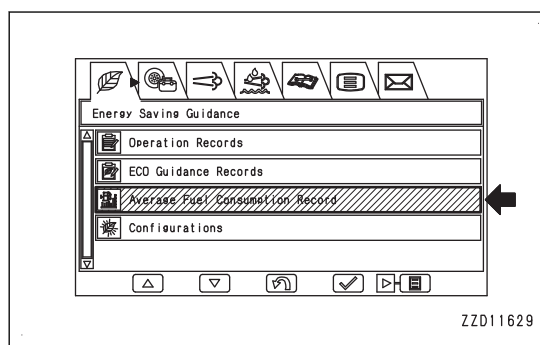 Energy Saving Guidance
Operation Records
ECO Guidance Records
Average Fuel Consumption Record
Configurations
ZZD11629